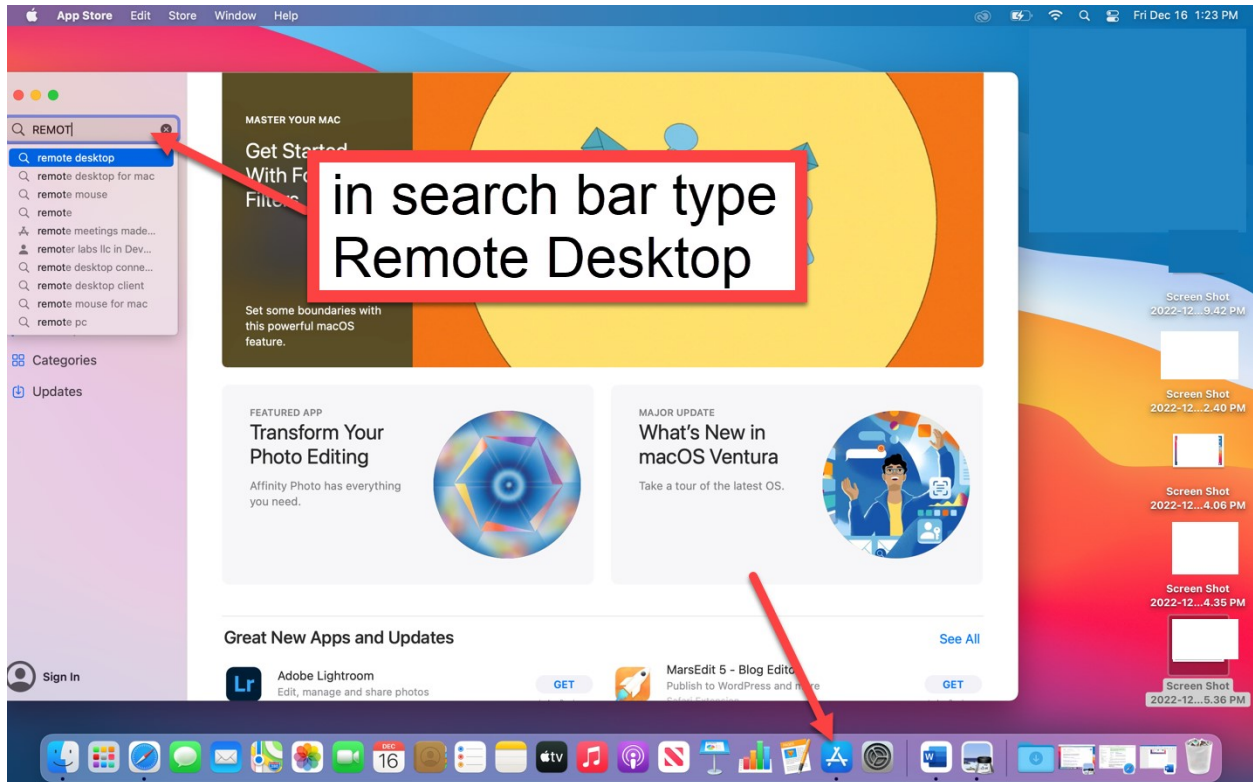 App Store Edit Store Window Help
Fri Dec 16 1:23 PM
REMOT
remote desktop
remote desktop for mac
remote mouse
remote
remote meetings made...
remoter labs llc in Dev...
remote desktop conne...
remote desktop client
remote mouse for mac
remote pc
Categories
Updates
Sign In
MASTER YOUR MAC
Get Started
With Fo
Filters
Set some boundaries with
this powerful macOS
feature.
in search bar type
Remote Desktop
FEATURED APP
Transform Your
Photo Editing
Affinity Photo has everything
you need.
MAJOR UPDATE
What's New in
macOS Ventura
Take a tour of the latest OS.
Great New Apps and Updates
See All
Lr
Adobe Lightroom
Edit, manage and share photos
GET
MarsEdit 5 - Blog Editor
Publish to WordPress and more
GET
Screen Shot
2022-12...9.42 PM
Screen Shot
2022-12...2.40 PM
Screen Shot
2022-12...4.06 PM
Screen Shot
2022-12...4.35 PM
Screen Shot
2022-12...5.36 PM
DEC
16
tv
W